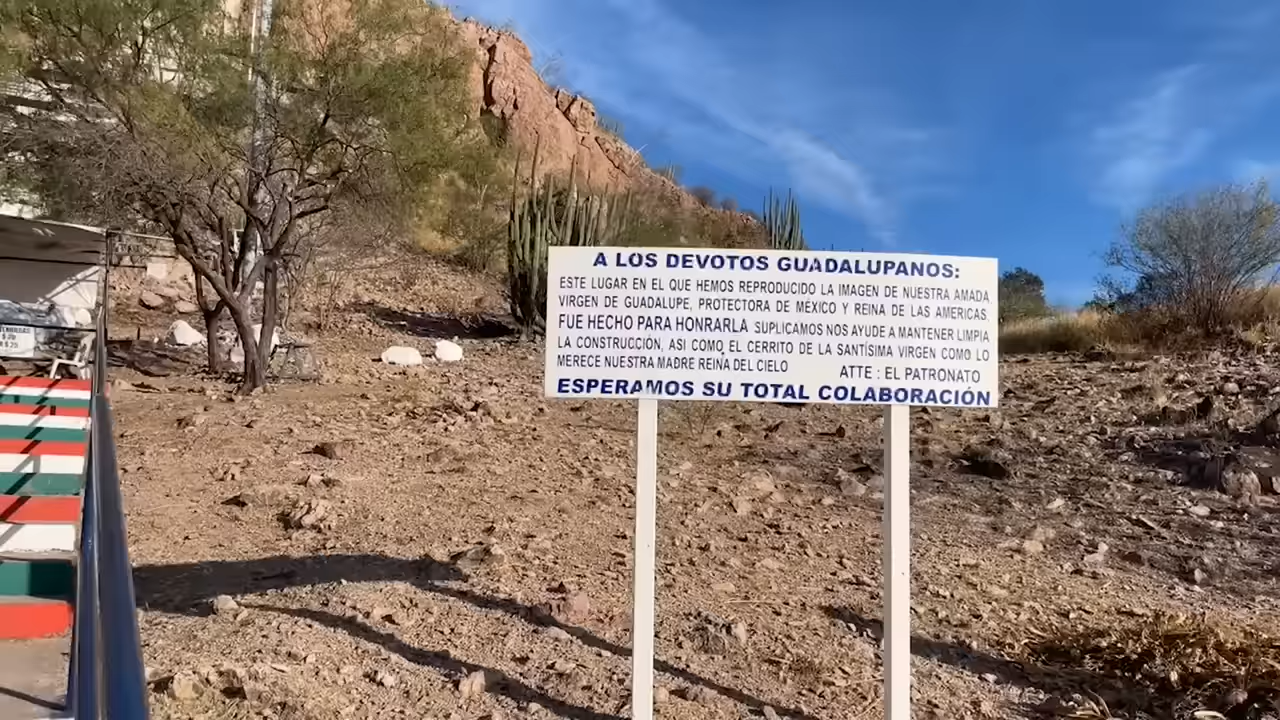 A LOS DEVOTOS GUADALUPANOS:
ESTE LUGAR EN EL QUE HEMOS REPRODUCIDO LA IMAGEN DE NUESTRA AMADA
VIRGEN DE GUADALUPE, PROTECTORA DE MÉXICO Y REINA DE LAS AMERICAS,
FUE HECHO PARA HONRARLA SUPLICAMOS NOS AYUDE A MANTENER LIMPIA
LA CONSTRUCCIÓN, ASI COMO EL CERRITO DE LA SANTÍSIMA VIRGEN COMO LO
MERECE NUESTRA MADRE REINA DEL CIELO ATTE : EL PATRONATO
ESPERAMOS SU TOTAL COLABORACIÓN